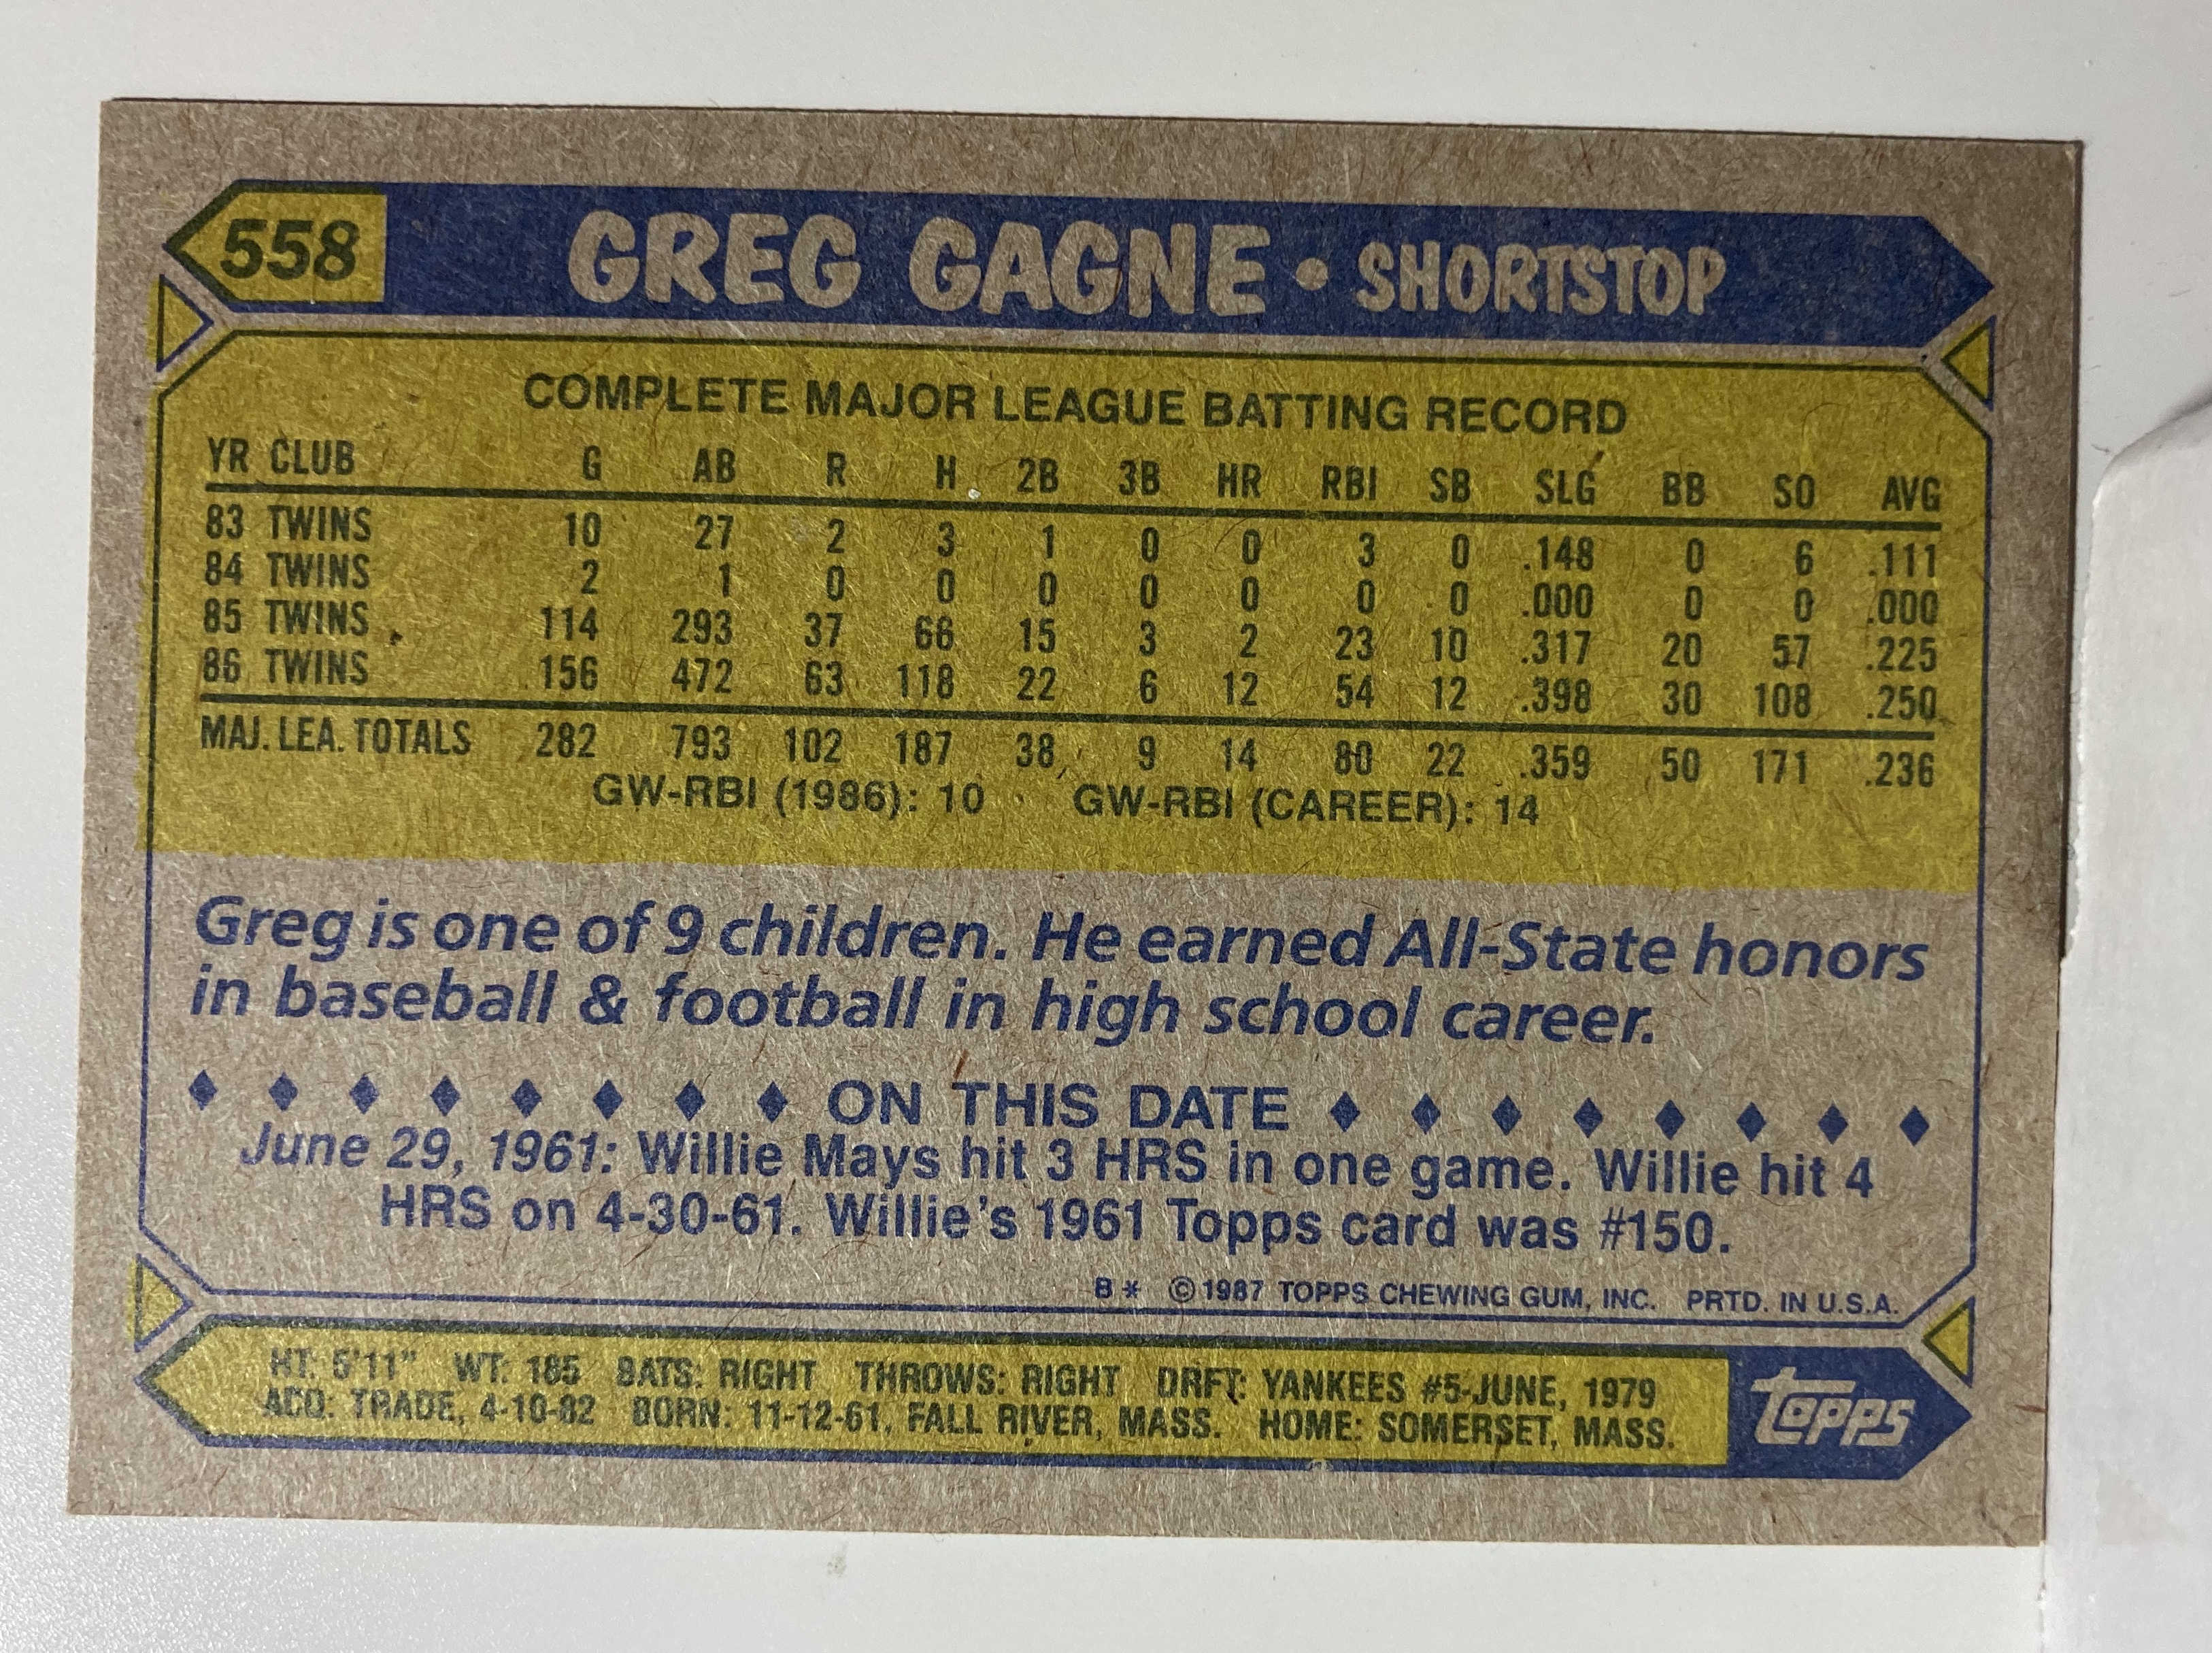 558 GREG GAGNE • SHORTSTOP
COMPLETE MAJOR LEAGUE BATTING RECORD
YR CLUB G AB R H 2B 3B HR RBI SB SLG BB SO AVG
83 TWINS 10 27 2 3 1 0 0 3 0 .148 0 6 .111
84 TWINS 2 1 0 0 0 0 0 0 0 .000 0 0 .000
85 TWINS 114 293 37 66 15 3 2 23 10 .317 20 57 .225
86 TWINS 156 472 63 118 22 6 12 54 12 .398 30 108 .250
MAJ. LEA. TOTALS 282 793 102 187 38 9 14 80 22 .359 50 171 .236
GW-RBI (1986): 10 GW-RBI (CAREER): 14
Greg is one of 9 children. He earned All-State honors
in baseball & football in high school career.
♦ ♦ ♦ ♦ ♦ ♦ ♦ ♦ ON THIS DATE ♦ ♦ ♦ ♦ ♦ ♦ ♦ ♦
June 29, 1961: Willie Mays hit 3 HRS in one game. Willie hit 4
HRS on 4-30-61. Willie's 1961 Topps card was #150.
B* ©1987 TOPPS CHEWING GUM, INC. PRTD. IN U.S.A.
HT: 5'11" WT: 185 BATS: RIGHT THROWS: RIGHT DRFT: YANKEES #5-JUNE, 1979
ACQ: TRADE, 4-10-82 BORN: 11-12-61, FALL RIVER, MASS. HOME: SOMERSET, MASS.
topps